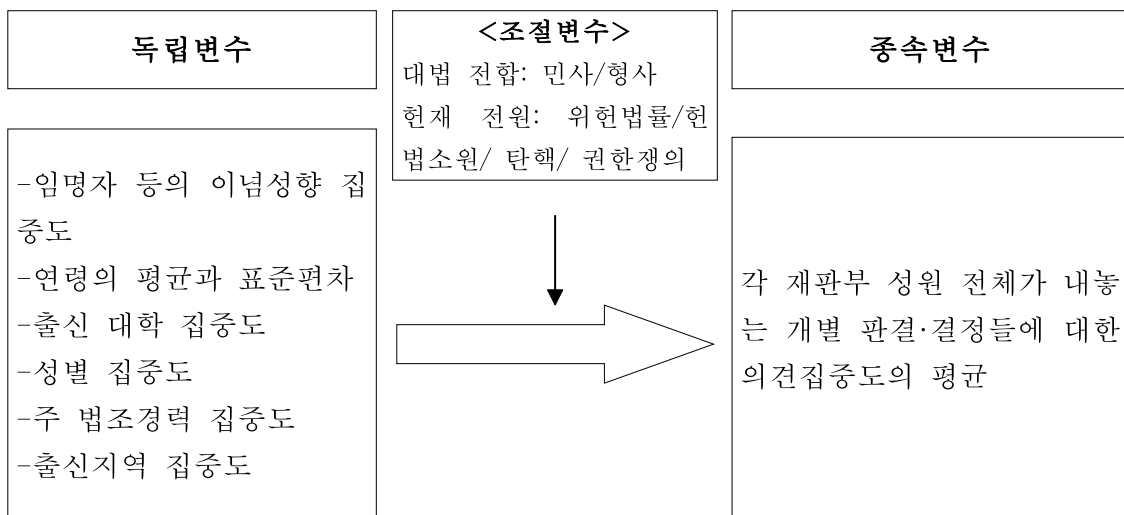 독립변수
-임명자 등의 이념성향 집
중도
-연령의 평균과 표준편차
-출신 대학 집중도
-성별 집중도
-주 법조경력 집중도
-출신지역 집중도
<조절변수>
대법 전합: 민사/형사
헌재 전원: 위헌법률/헌
법소원/ 탄핵/ 권한쟁의
종속변수
각 재판부 성원 전체가 내놓
는 개별 판결·결정들에 대한
의견집중도의 평균